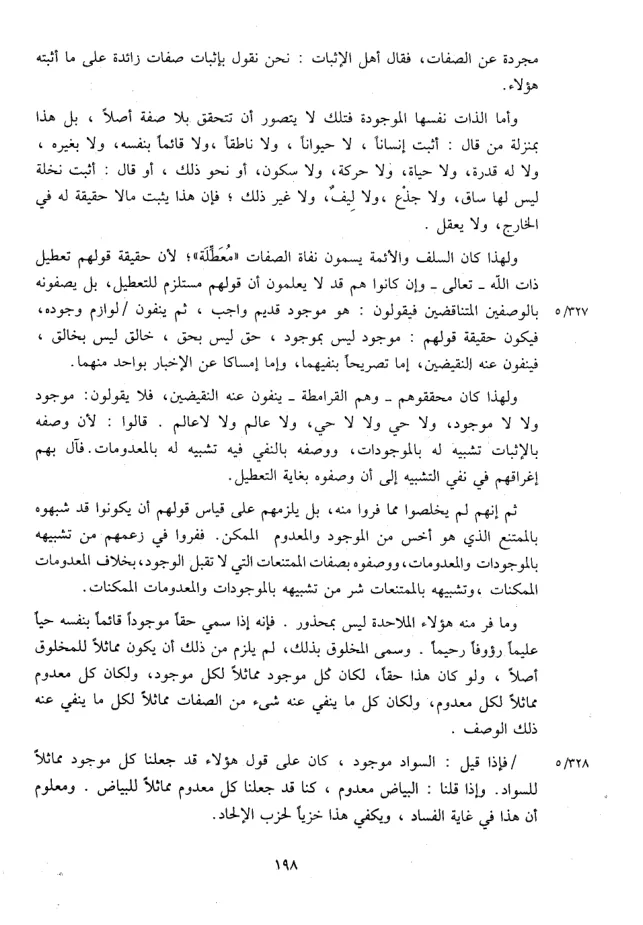 مجردة عن الصفات، فقال أهل الإثبات : نحن نقول بإثبات صفات زائدة على ما أثبته
هؤلاء.
وأما الذات نفسها الموجودة فتلك لا يتصور أن تتحقق بلا صفة أصلاً ، بل هذا
بمنزلة من قال : أثبت إنساناً ، لا حيواناً ، ولا ناطقاً ،ولا قائماً بنفسه، ولا بغيره ،
ولا له قدرة، ولا حياة، ولا حركة، ولا سكون، أو نحو ذلك ، أو قال : أثبت نخلة
ليس لها ساق، ولا جذْع ،ولا لِيفٌ، ولا غير ذلك ؛ فإن هذا يثبت مالا حقيقة له في
الخارج، ولا يعقل .
ولهذا كان السلف والأئمة يسمون نفاة الصفات «مُعَطِّلَة»؛ لأن حقيقة قولهم تعطيل
ذات الله ـ تعالى ـ وإن كانوا هم قد لا يعلمون أن قولهم مستلزم للتعطيل، بل يصفونه
بالوصفين المتناقضين فيقولون : هو موجود قديم واجب ، ثم ينفون /لوازم وجوده، ٥/٣٢٧
فيكون حقيقة قولهم : موجود ليس بموجود ، حق ليس بحق ، خالق ليس بخالق ،
فينفون عنه النقيضين، إما تصريحاً بنفيهما، وإما إمساكا عن الإخبار بواحد منهما.
ولهذا كان محققوهم ـ وهم القرامطة ـ ينفون عنه النقيضين، فلا يقولون: موجود
ولا لا موجود، ولا حي ولا لا حي، ولا عالم ولا لاعالم . قالوا : لأن وصفه
بالإثبات تشبيه له بالموجودات، ووصفه بالنفي فيه تشبيه له بالمعدومات.فآل بهم
إغراقهم في نفي التشبيه إلى أن وصفوه بغاية التعطيل.
ثم إنهم لم يخلصوا مما فروا منه، بل يلزمهم على قياس قولهم أن يكونوا قد شبهوه
بالممتنع الذي هو أخس من الموجود والمعدوم الممكن. ففروا في زعمهم من تشبيهه
بالموجودات والمعدومات،ووصفوه بصفات الممتنعات التي لا تقبل الوجود،بخلاف المعدومات
الممكنات ،وتشبيهه بالممتنعات شر من تشبيهه بالموجودات والمعدومات الممكنات.
وما فر منه هؤلاء الملاحدة ليس بمحذور . فإنه إذا سمي حقاً موجوداً قائماً بنفسه حياً
عليماً رؤوفاً رحيماً . وسمى المخلوق بذلك، لم يلزم من ذلك أن يكون مماثلاً للمخلوق
أصلاً ، ولو كان هذا حقاً، لكان كل موجود مماثلاً لكل موجود، ولكان كل معدوم
مماثلاً لكل معدوم، ولكان كل ما ينفي عنه شىء من الصفات مماثلاً لكل ما ينفي عنه
ذلك الوصف .
/فإذا قيل : السواد موجود ، كان على قول هؤلاء قد جعلنا كل موجود مماثلاً ٥/٣٢٨
للسواد. وإذا قلنا : البياض معدوم ، كنا قد جعلنا كل معدوم مماثلاً للبياض . ومعلوم
أن هذا في غاية الفساد ، ويكفي هذا خزياً لحزب الإلحاد.
١٩٨